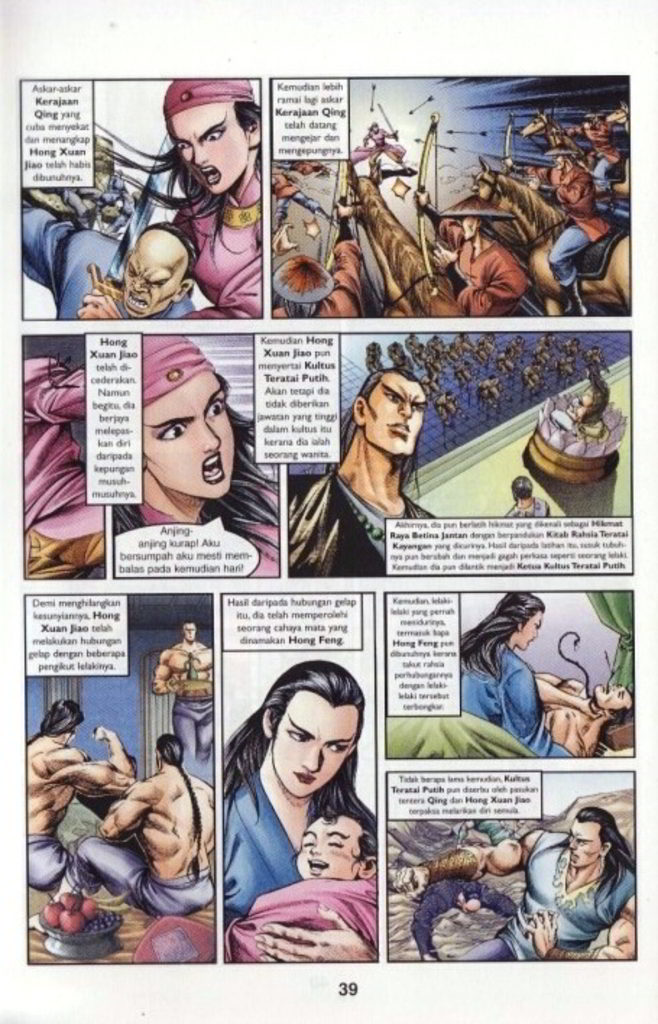 Askar-askar
Kerajaan
Qing yang
cuba menyekat
dan menangkap
Hong Xuan
Jiao telah habis
dibunuhnya.
Kemudian lebih
ramai lagi askar
Kerajaan Qing
telah datang
mengejar dan
mengepungnya.
Hong
Xuan Jiao
telah di-
cederakan.
Namun
begitu, dia
berjaya
melepas-
kan diri
daripada
kepungan
musuh-
musuhnya.
Anjing-
anjing kurap! Aku
bersumpah aku mesti mem-
balas pada kemudian hari!
Kemudian Hong
Xuan Jiao pun
menyertai Kultus
Teratai Putih.
Akan tetapi dia
tidak diberikan
jawatan yang tinggi
dalam kultus itu
kerana dia ialah
seorang wanita.
Akhirnya, dia pun berlatih hikmat yang dikenali sebagai Hikmat
Raya Betina Jantan dengan berpandukan Kitab Rahsia Teratai
Kayangan yang dicurinya. Hasil daripada latihan itu, susuk tubuh-
nya pun berubah dan menjadi gagah perkasa seperti seorang lelaki.
Kemudian dia pun dilantik menjadi Ketua Kultus Teratai Putih.
Demi menghilangkan
kesunyiannya, Hong
Xuan Jiao telah
melakukan hubungan
gelap dengan beberapa
pengikut lelakinya.
Hasil daripada hubungan gelap
itu, dia telah memperolehi
seorang cahaya mata yang
dinamakan Hong Feng.
Kemudian, lelaki-
lelaki yang pernah
menidurinya,
termasuk bapa
Hong Feng pun
dibunuhnya kerana
takut rahsia
perhubungannya
dengan lelaki-
lelaki tersebut
terbongkar.
Tidak berapa lama kemudian, Kultus
Teratai Putih pun diserbu oleh pasukan
tentera Qing dan Hong Xuan Jiao
terpaksa melarikan diri semula.
39